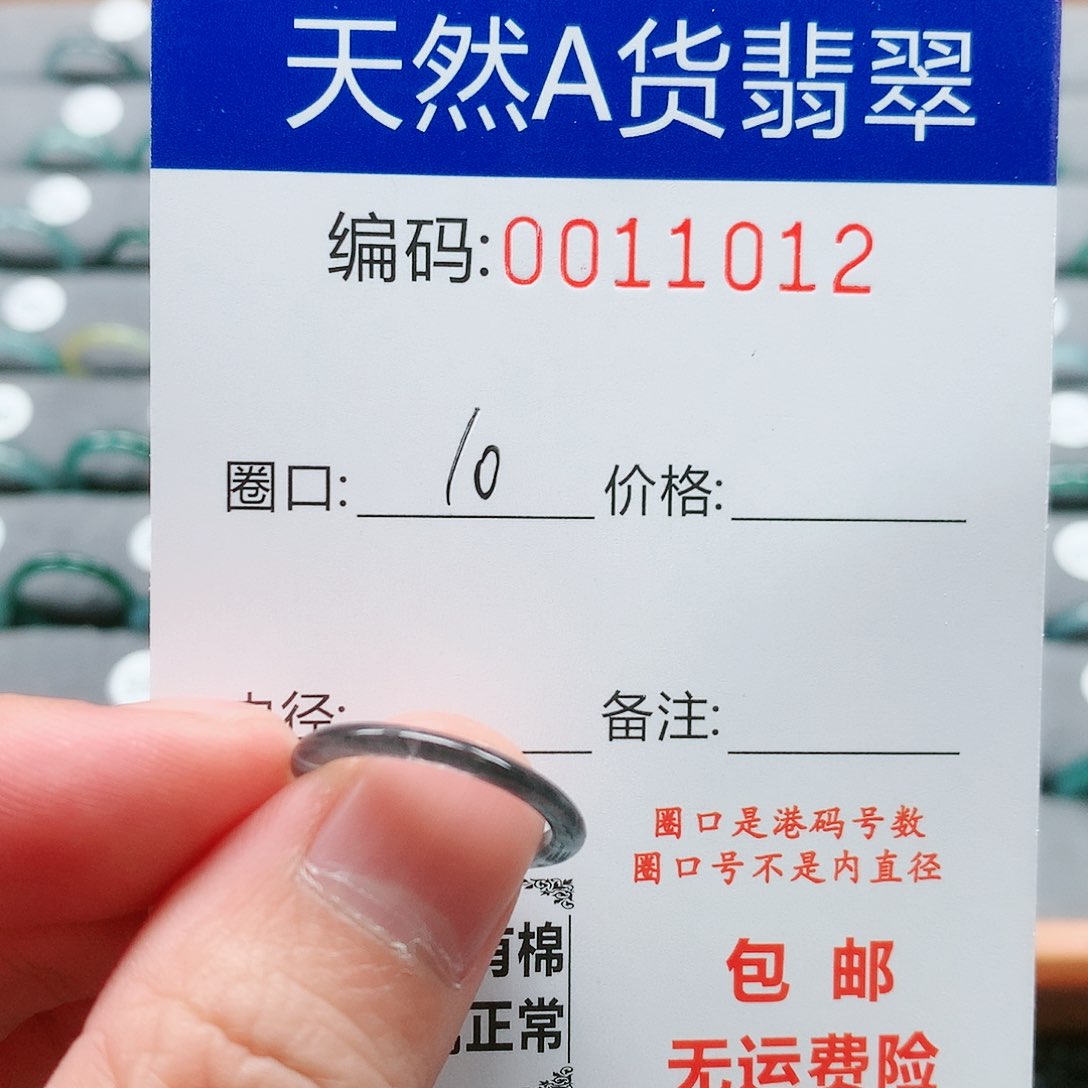 天然A货翡翠
编码:0011012
圈口: 10 价格:
内径: 备注:
圈口是港码号数
圈口号不是内直径
有棉
正常
包 邮
无运费险